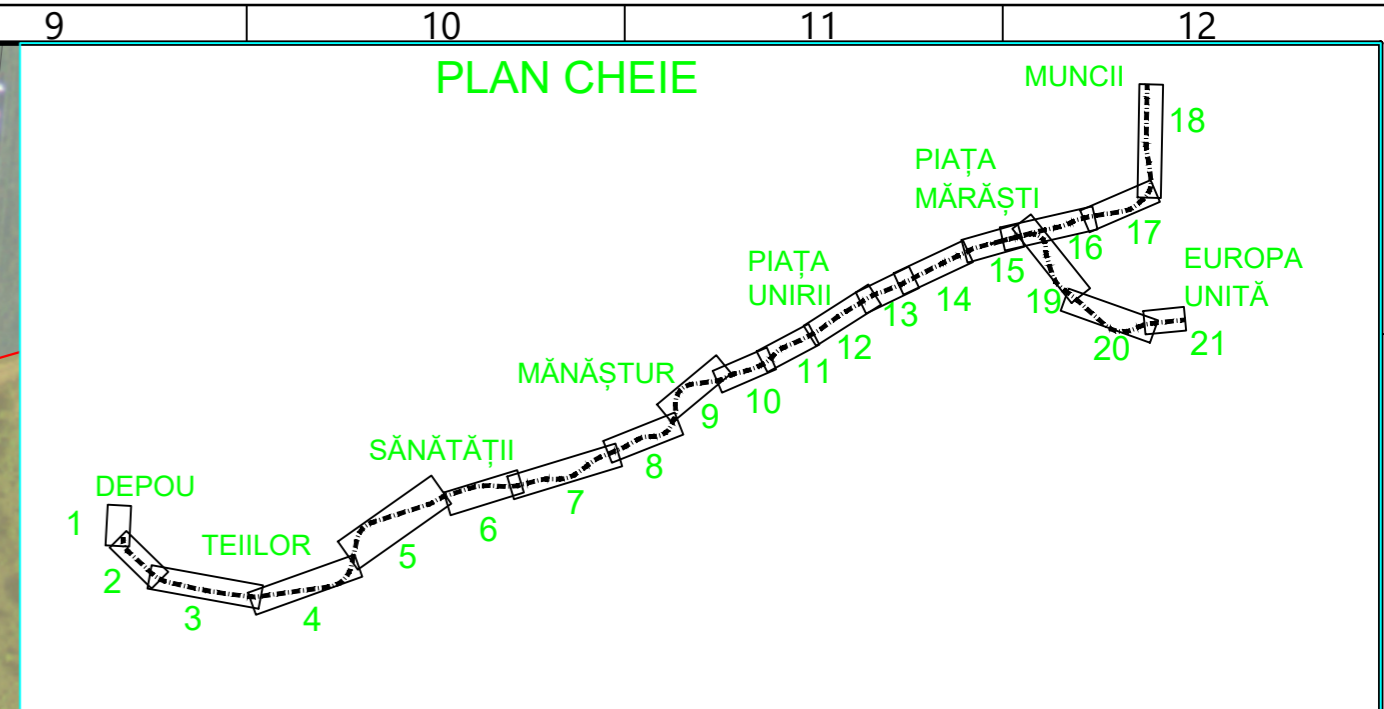 9
10
11
12
PLAN CHEIE
MUNCII
18
PIAȚA
MĂRĂȘTI
17
16
15
EUROPA
UNITĂ
PIAȚA
UNIRII
14
13
19
20
21
12
11
MĂNĂȘTUR
10
9
SĂNĂTĂȚII
8
7
6
DEPOU
1
TEIILOR
5
2
3
4